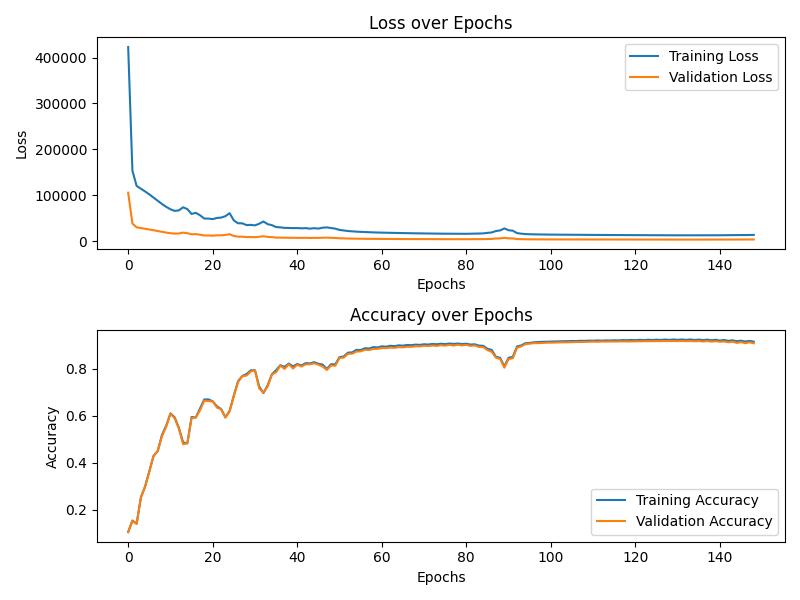 Loss over Epochs
Training Loss
Validation Loss
400000
300000
200000
100000
0
Loss
0 20 40 60 80 100 120 140
Epochs
Accuracy over Epochs
0.8
0.6
0.4
0.2
Accuracy
Training Accuracy
Validation Accuracy
0 20 40 60 80 100 120 140
Epochs